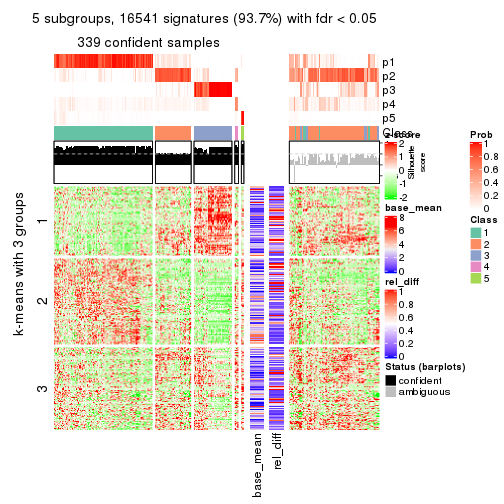 5 subgroups, 16541 signatures (93.7%) with fdr < 0.05
339 confident samples
p1
p2
p3
p4
p5
Class
z-score
2
1
0
-1
-2
Silhouette
score
Prob
1
0.8
0.6
0.4
0.2
0
k-means with 3 groups
1
2
3
base_mean
8
6
4
2
0
Class
1
2
3
4
5
rel_diff
1
0.8
0.6
0.4
0.2
0
Status (barplots)
confident
ambiguous
base_mean
rel_diff